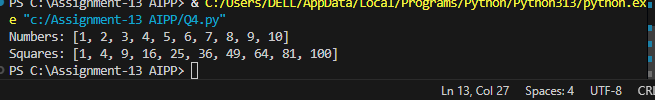 PS C:\Assignment-13 AIPP> & C:/Users/DELL/AppData/Local/Programs/Python/Python313/python.ex
e "c:/Assignment-13 AIPP/Q4.py"
Numbers: [1, 2, 3, 4, 5, 6, 7, 8, 9, 10]
Squares: [1, 4, 9, 16, 25, 36, 49, 64, 81, 100]
PS C:\Assignment-13 AIPP>
Ln 13, Col 27 Spaces: 4 UTF-8